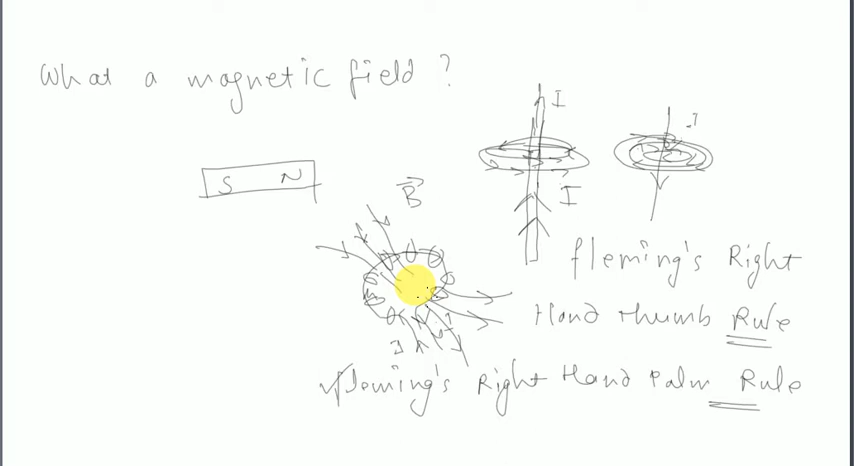 What a magnetic field ?
I
I
I
S N
B
I
fleming's Right
Hand thumb Rule
fleming's Right Hand Palm Rule